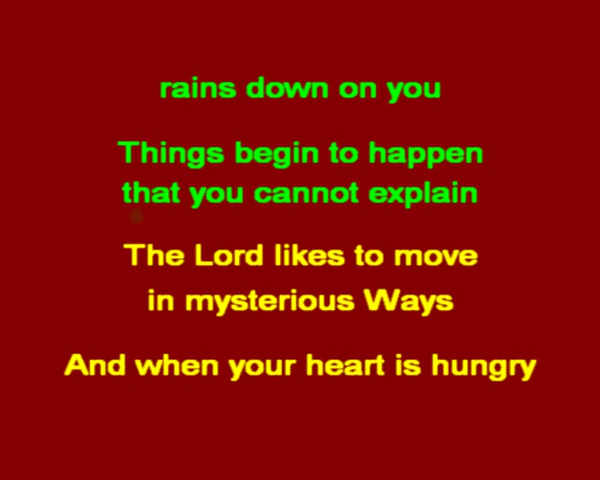 rains down on you
Things begin to happen
that you cannot explain
The Lord likes to move
in mysterious Ways
And when your heart is hungry